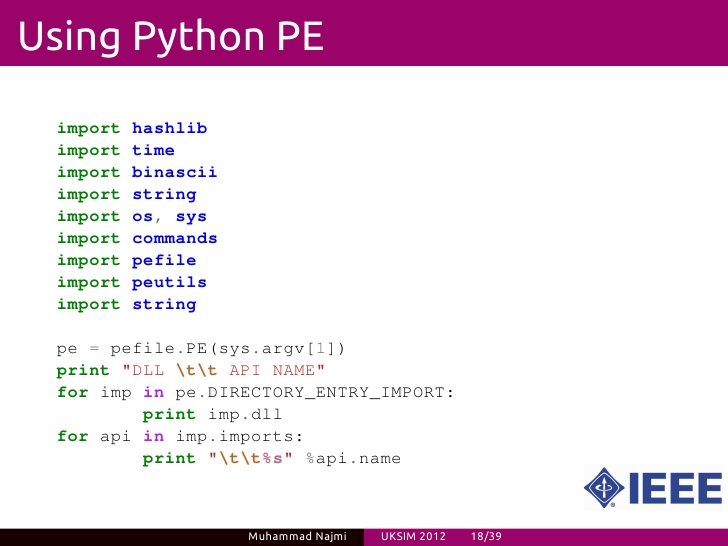 Using Python PE
import hashlib
import time
import binascii
import string
import os, sys
import commands
import pefile
import peutils
import string
pe = pefile.PE(sys.argv[1])
print "DLL \t\t API NAME"
for imp in pe.DIRECTORY_ENTRY_IMPORT:
        print imp.dll
for api in imp.imports:
        print "\t\t%s" %api.name
IEEE
Muhammad Najmi UKSIM 2012 18/39